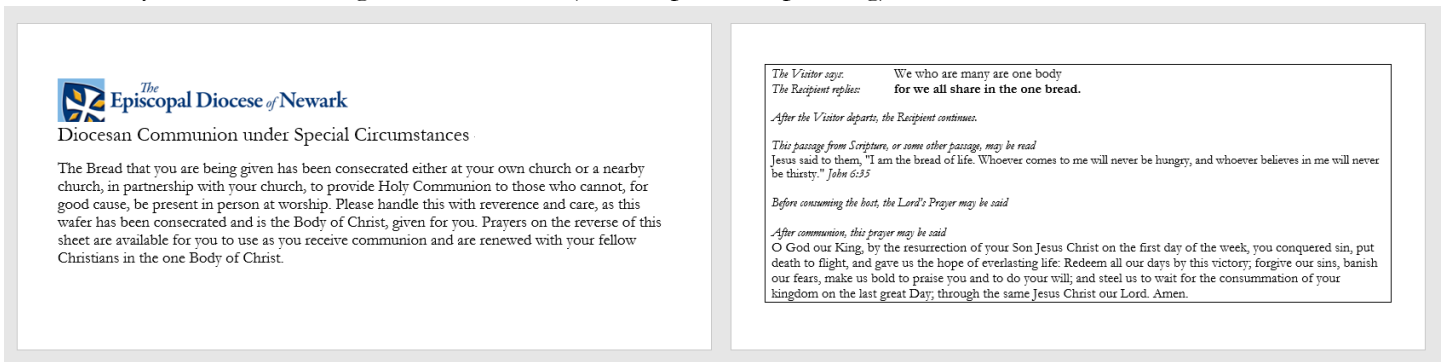 The
Episcopal Diocese of Newark
Diocesan Communion under Special Circumstances
The Bread that you are being given has been consecrated either at your own church or a nearby
church, in partnership with your church, to provide Holy Communion to those who cannot, for
good cause, be present in person at worship. Please handle this with reverence and care, as this
wafer has been consecrated and is the Body of Christ, given for you. Prayers on the reverse of this
sheet are available for you to use as you receive communion and are renewed with your fellow
Christians in the one Body of Christ.
The Visitor says: We who are many are one body
The Recipient replies: for we all share in the one bread.
After the Visitor departs, the Recipient continues.
This passage from Scripture, or some other passage, may be read
Jesus said to them, "I am the bread of life. Whoever comes to me will never be hungry, and whoever believes in me will never
be thirsty." John 6:35
Before consuming the host, the Lord's Prayer may be said
After communion, this prayer may be said
O God our King, by the resurrection of your Son Jesus Christ on the first day of the week, you conquered sin, put
death to flight, and gave us the hope of everlasting life: Redeem all our days by this victory; forgive our sins, banish
our fears, make us bold to praise you and to do your will; and steel us to wait for the consummation of your
kingdom on the last great Day; through the same Jesus Christ our Lord. Amen.